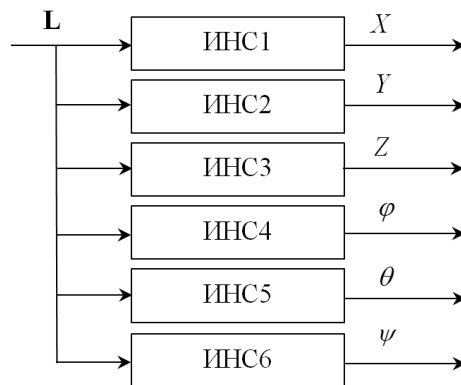 L
ИНС1 X
ИНС2 Y
ИНС3 Z
ИНС4 φ
ИНС5 θ
ИНС6 ψ